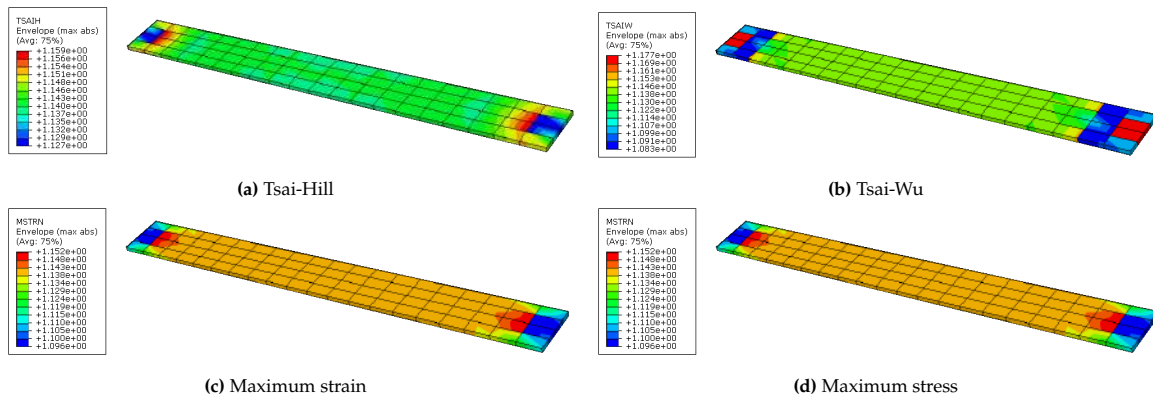 TSAIH
Envelope (max abs)
(Avg: 75%)
+1.159e+00
+1.156e+00
+1.154e+00
+1.151e+00
+1.148e+00
+1.146e+00
+1.143e+00
+1.140e+00
+1.137e+00
+1.135e+00
+1.132e+00
+1.129e+00
+1.127e+00
(a) Tsai-Hill
TSAIW
Envelope (max abs)
(Avg: 75%)
+1.177e+00
+1.169e+00
+1.161e+00
+1.153e+00
+1.146e+00
+1.138e+00
+1.130e+00
+1.122e+00
+1.114e+00
+1.107e+00
+1.099e+00
+1.091e+00
+1.083e+00
(b) Tsai-Wu
MSTRN
Envelope (max abs)
(Avg: 75%)
+1.152e+00
+1.148e+00
+1.143e+00
+1.138e+00
+1.134e+00
+1.129e+00
+1.124e+00
+1.119e+00
+1.115e+00
+1.110e+00
+1.105e+00
+1.100e+00
+1.096e+00
(c) Maximum strain
MSTRN
Envelope (max abs)
(Avg: 75%)
+1.152e+00
+1.148e+00
+1.143e+00
+1.138e+00
+1.134e+00
+1.129e+00
+1.124e+00
+1.119e+00
+1.115e+00
+1.110e+00
+1.105e+00
+1.100e+00
+1.096e+00
(d) Maximum stress